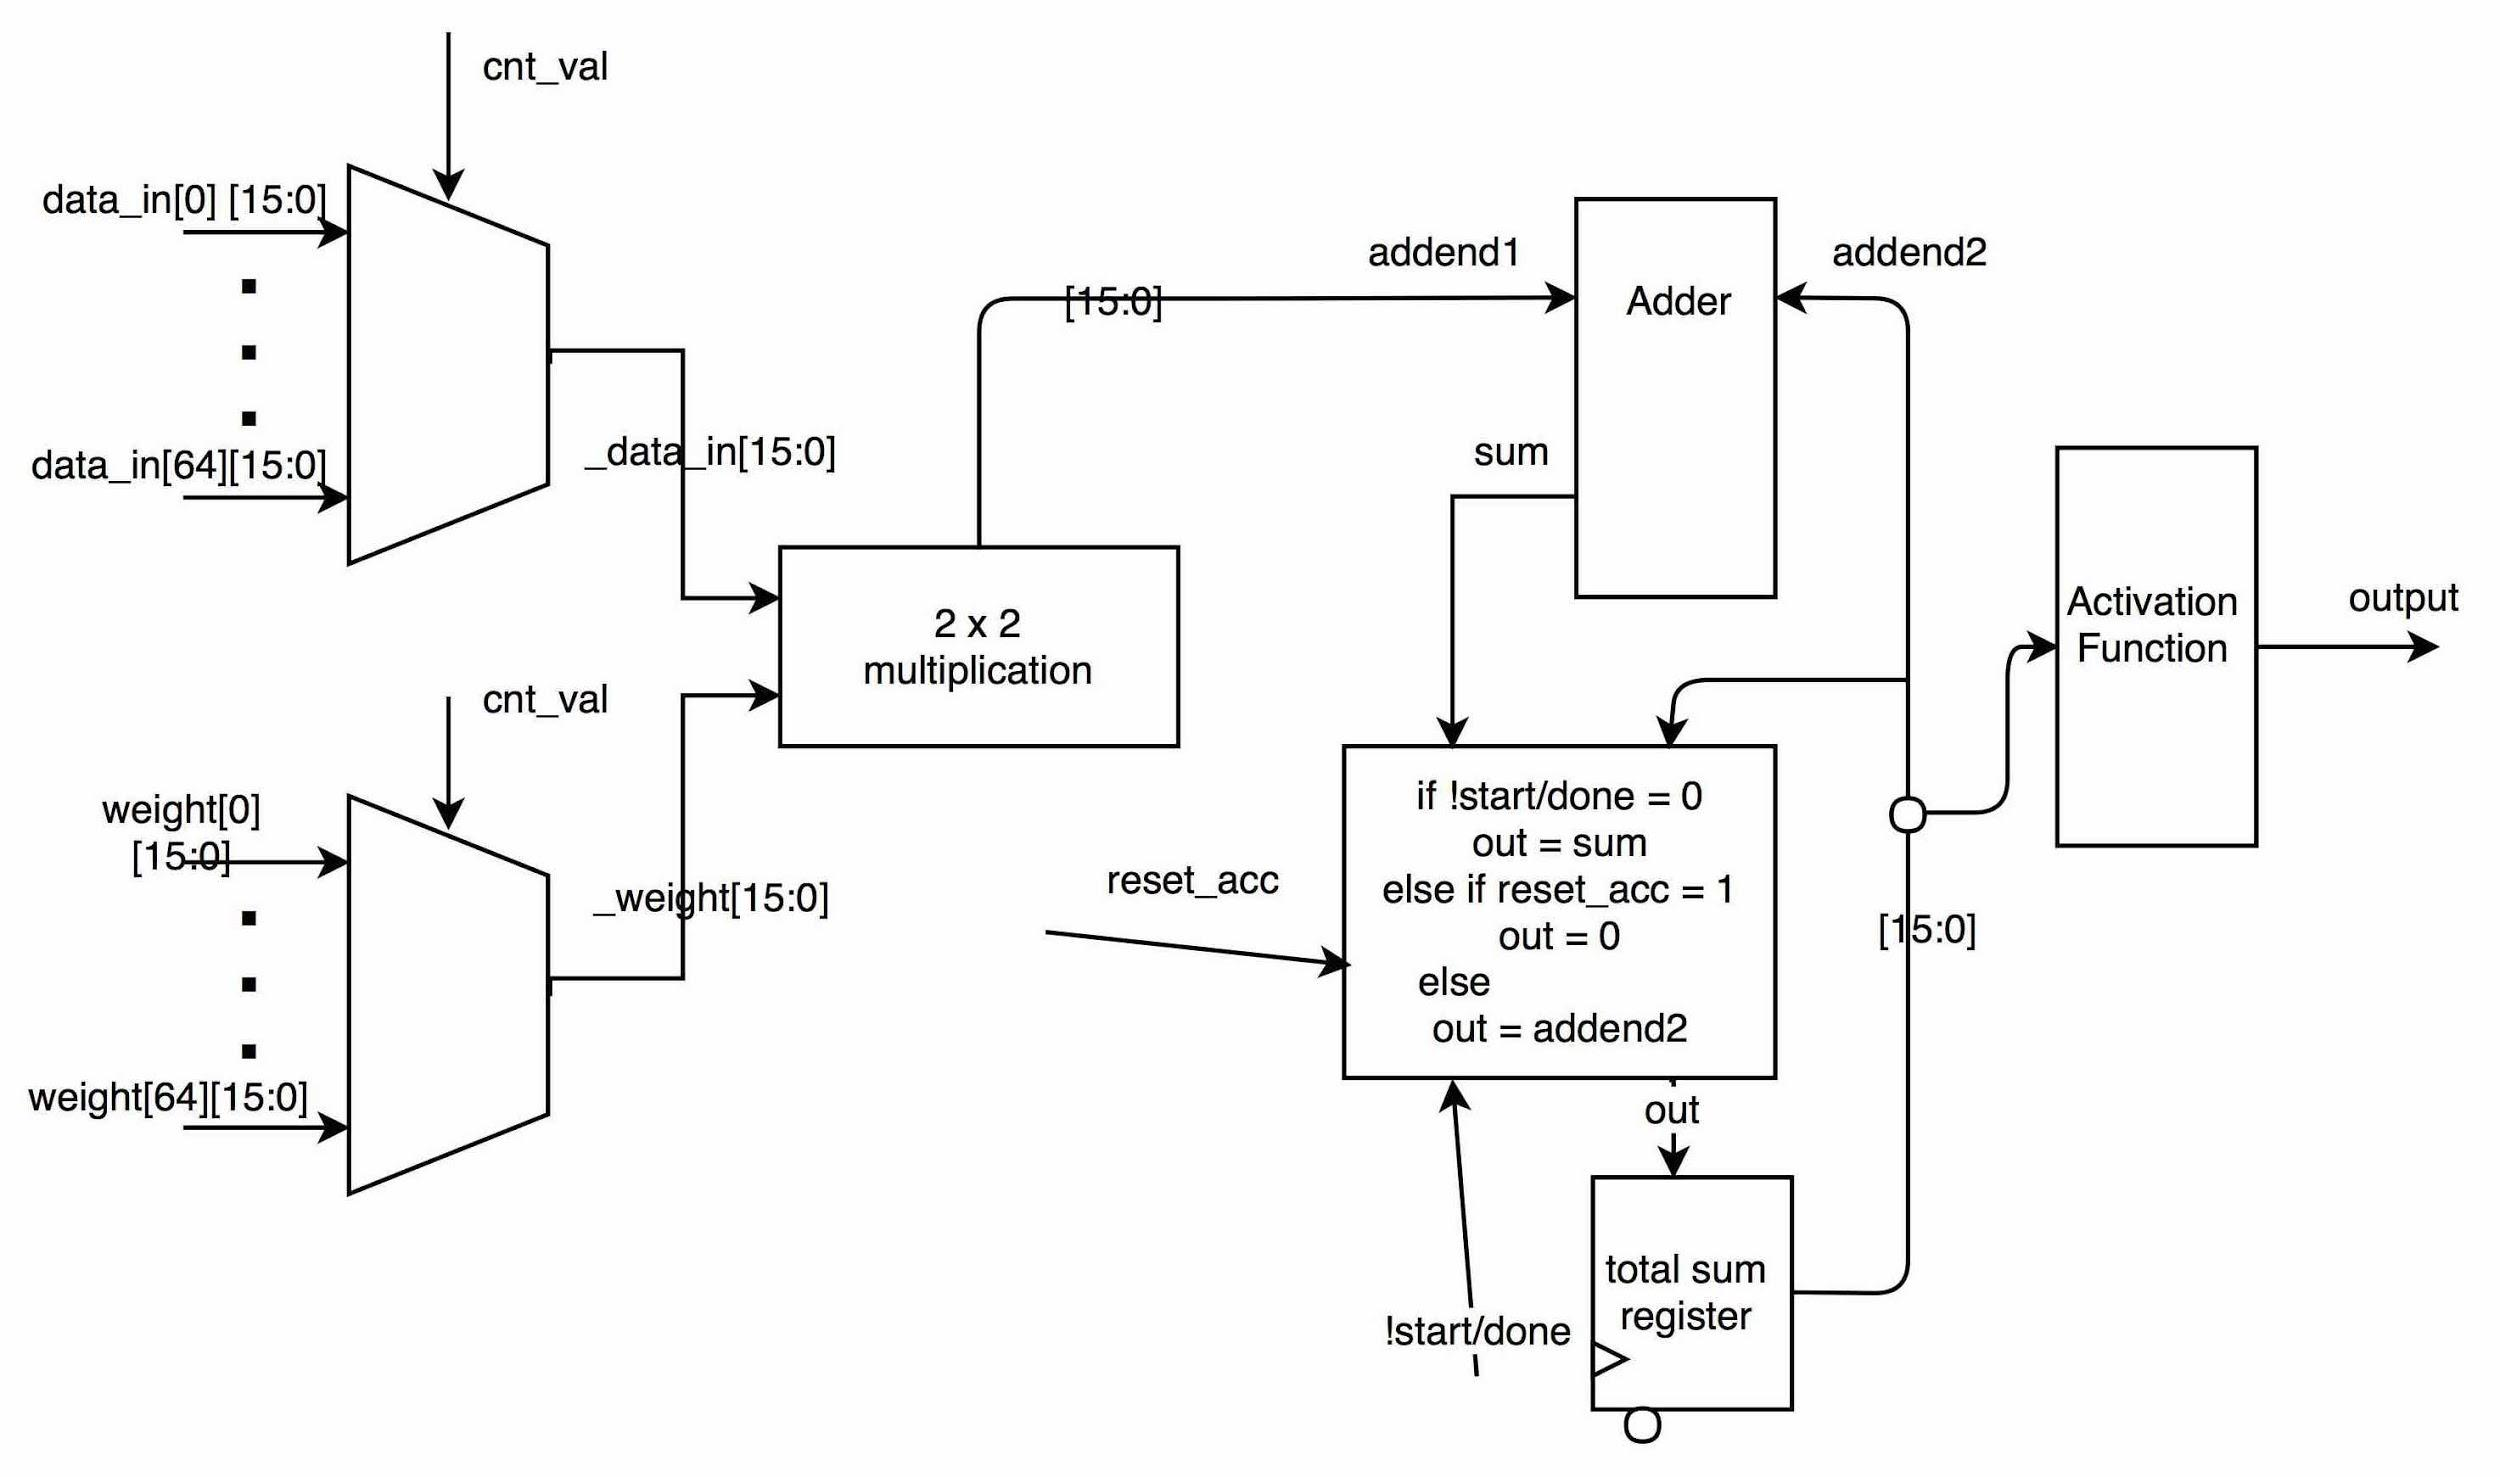 cnt_val
data_in[0] [15:0]
data_in[64][15:0]
_data_in[15:0]
cnt_val
weight[0]
[15:0]
weight[64][15:0]
_weight[15:0]
2 x 2
multiplication
[15:0]
addend1
Adder
addend2
sum
reset_acc
if !start/done = 0
out = sum
else if reset_acc = 1
out = 0
else
out = addend2
out
!start/done
total sum
register
[15:0]
Activation
Function
output